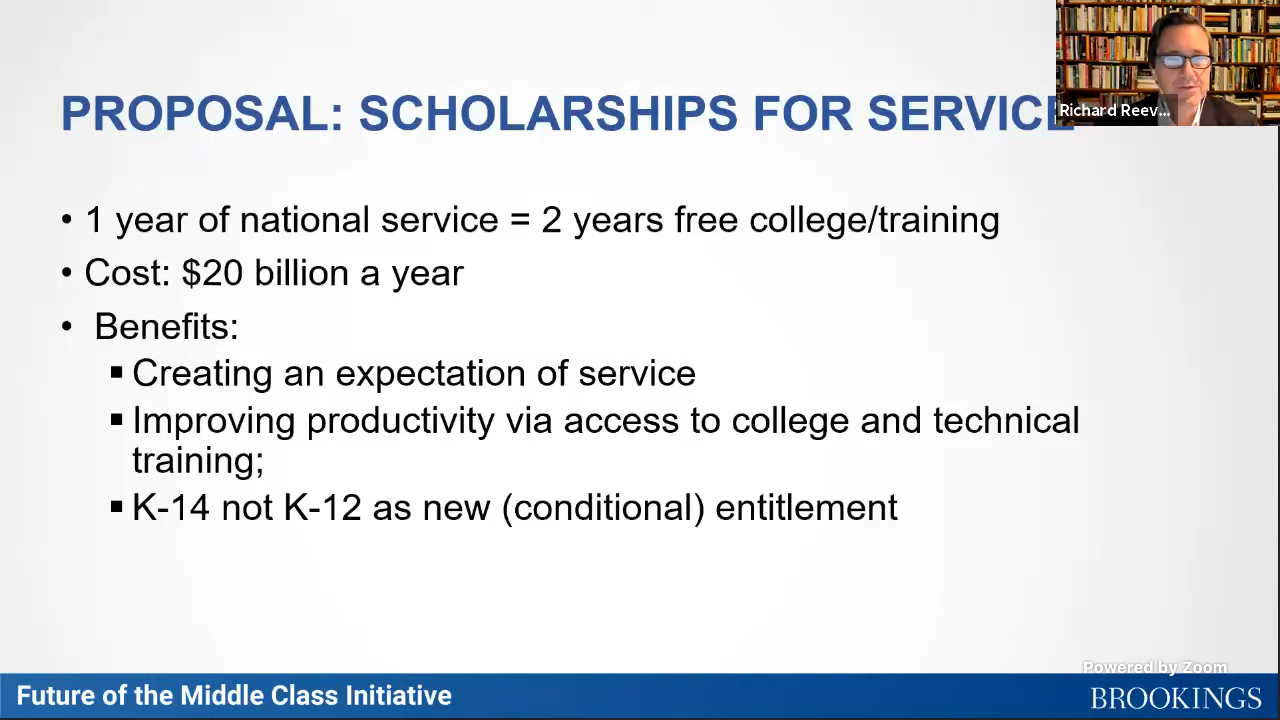 PROPOSAL: SCHOLARSHIPS FOR SERVICE
Richard Reev...
• 1 year of national service = 2 years free college/training
• Cost: $20 billion a year
• Benefits:
▪ Creating an expectation of service
▪ Improving productivity via access to college and technical
training;
▪ K-14 not K-12 as new (conditional) entitlement
Powered by Zoom
Future of the Middle Class Initiative
BROOKINGS